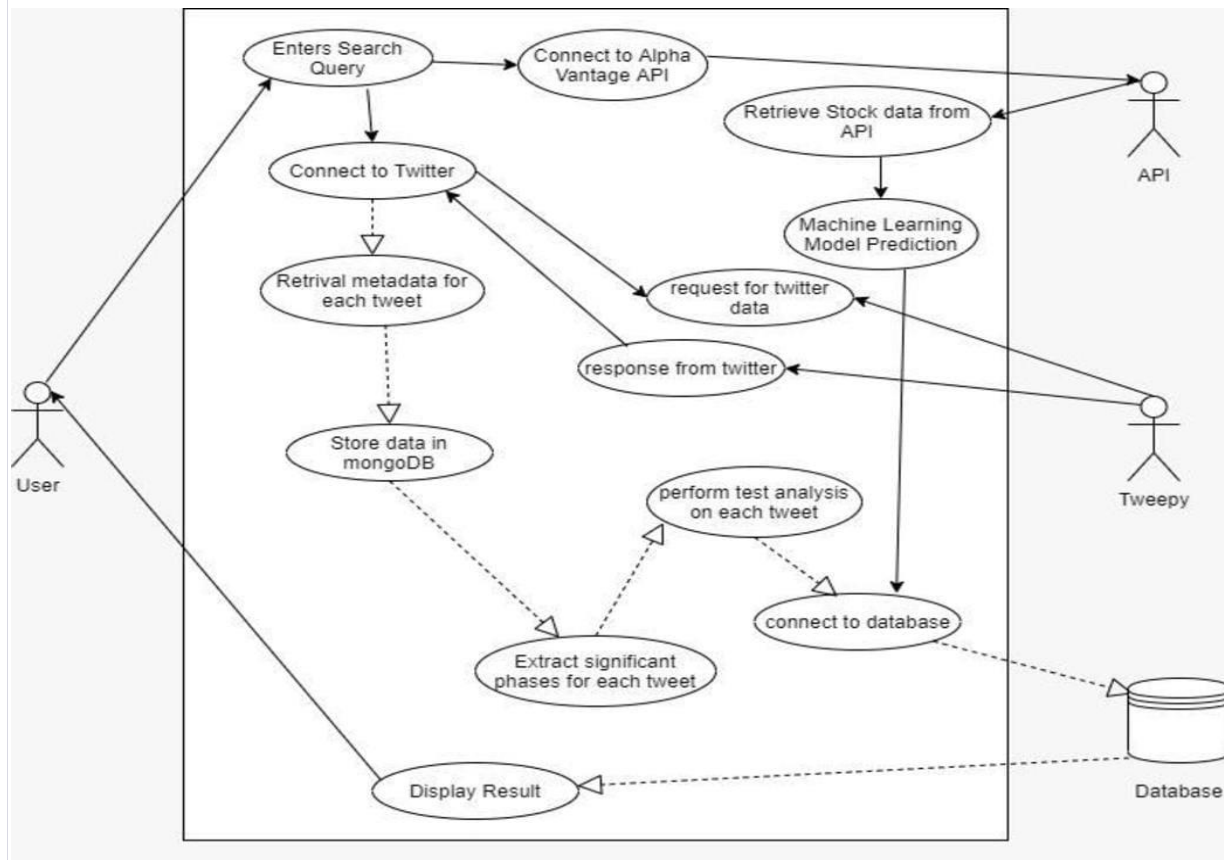 Enters Search
Query
Connect to Alpha
Vantage API
Retrieve Stock data from
API
API
Connect to Twitter
Machine Learning
Model Prediction
Retrival metadata for
each tweet
request for twitter
data
response from twitter
User
Store data in
mongoDB
perform test analysis
on each tweet
Tweepy
connect to database
Extract significant
phases for each tweet
Display Result
Database